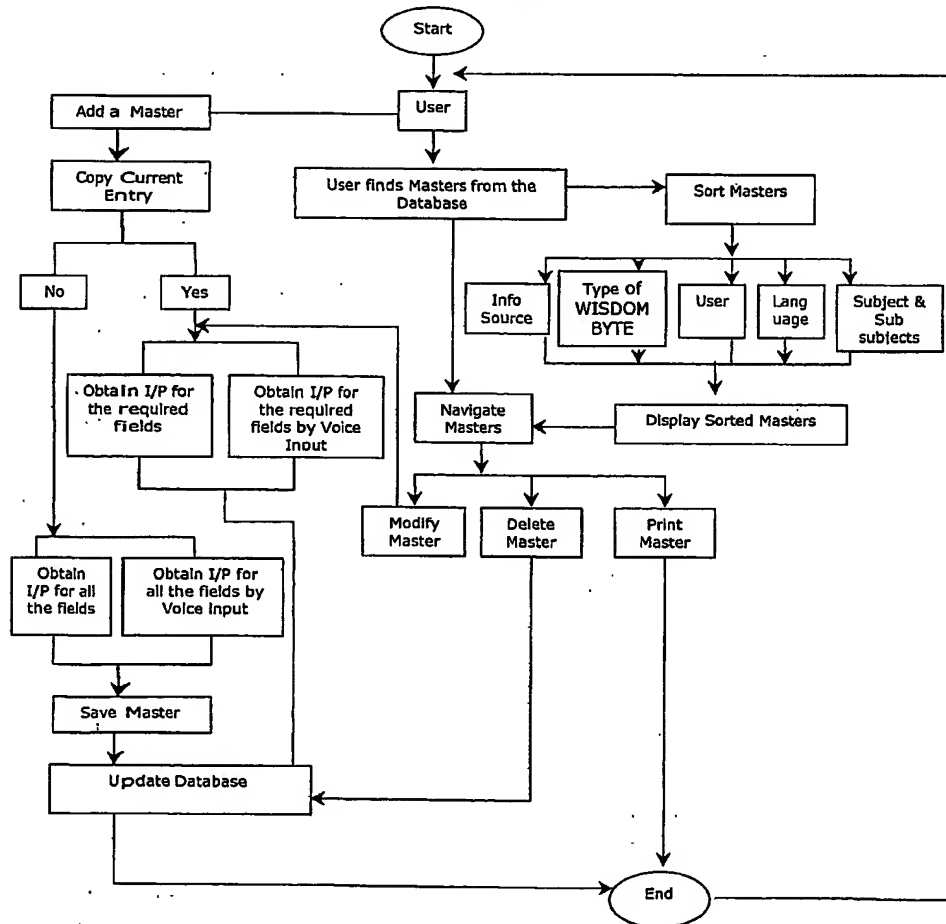 Start
Add a Master
User
Copy Current
Entry
User finds Masters from the
Database
Sort Masters
No
Yes
Info
Source
Type of
WISDOM
BYTE
User
Lang
uage
Subject &
Sub
subjects
Obtain I/P for
the required
fields
Obtain I/P for
the required
fields by Voice
Input
Navigate
Masters
Display Sorted Masters
Modify
Master
Delete
Master
Print
Master
Obtain
I/P for all
the fields
Obtain I/P for
all the fields by
Voice Input
Save Master
Update Database
End